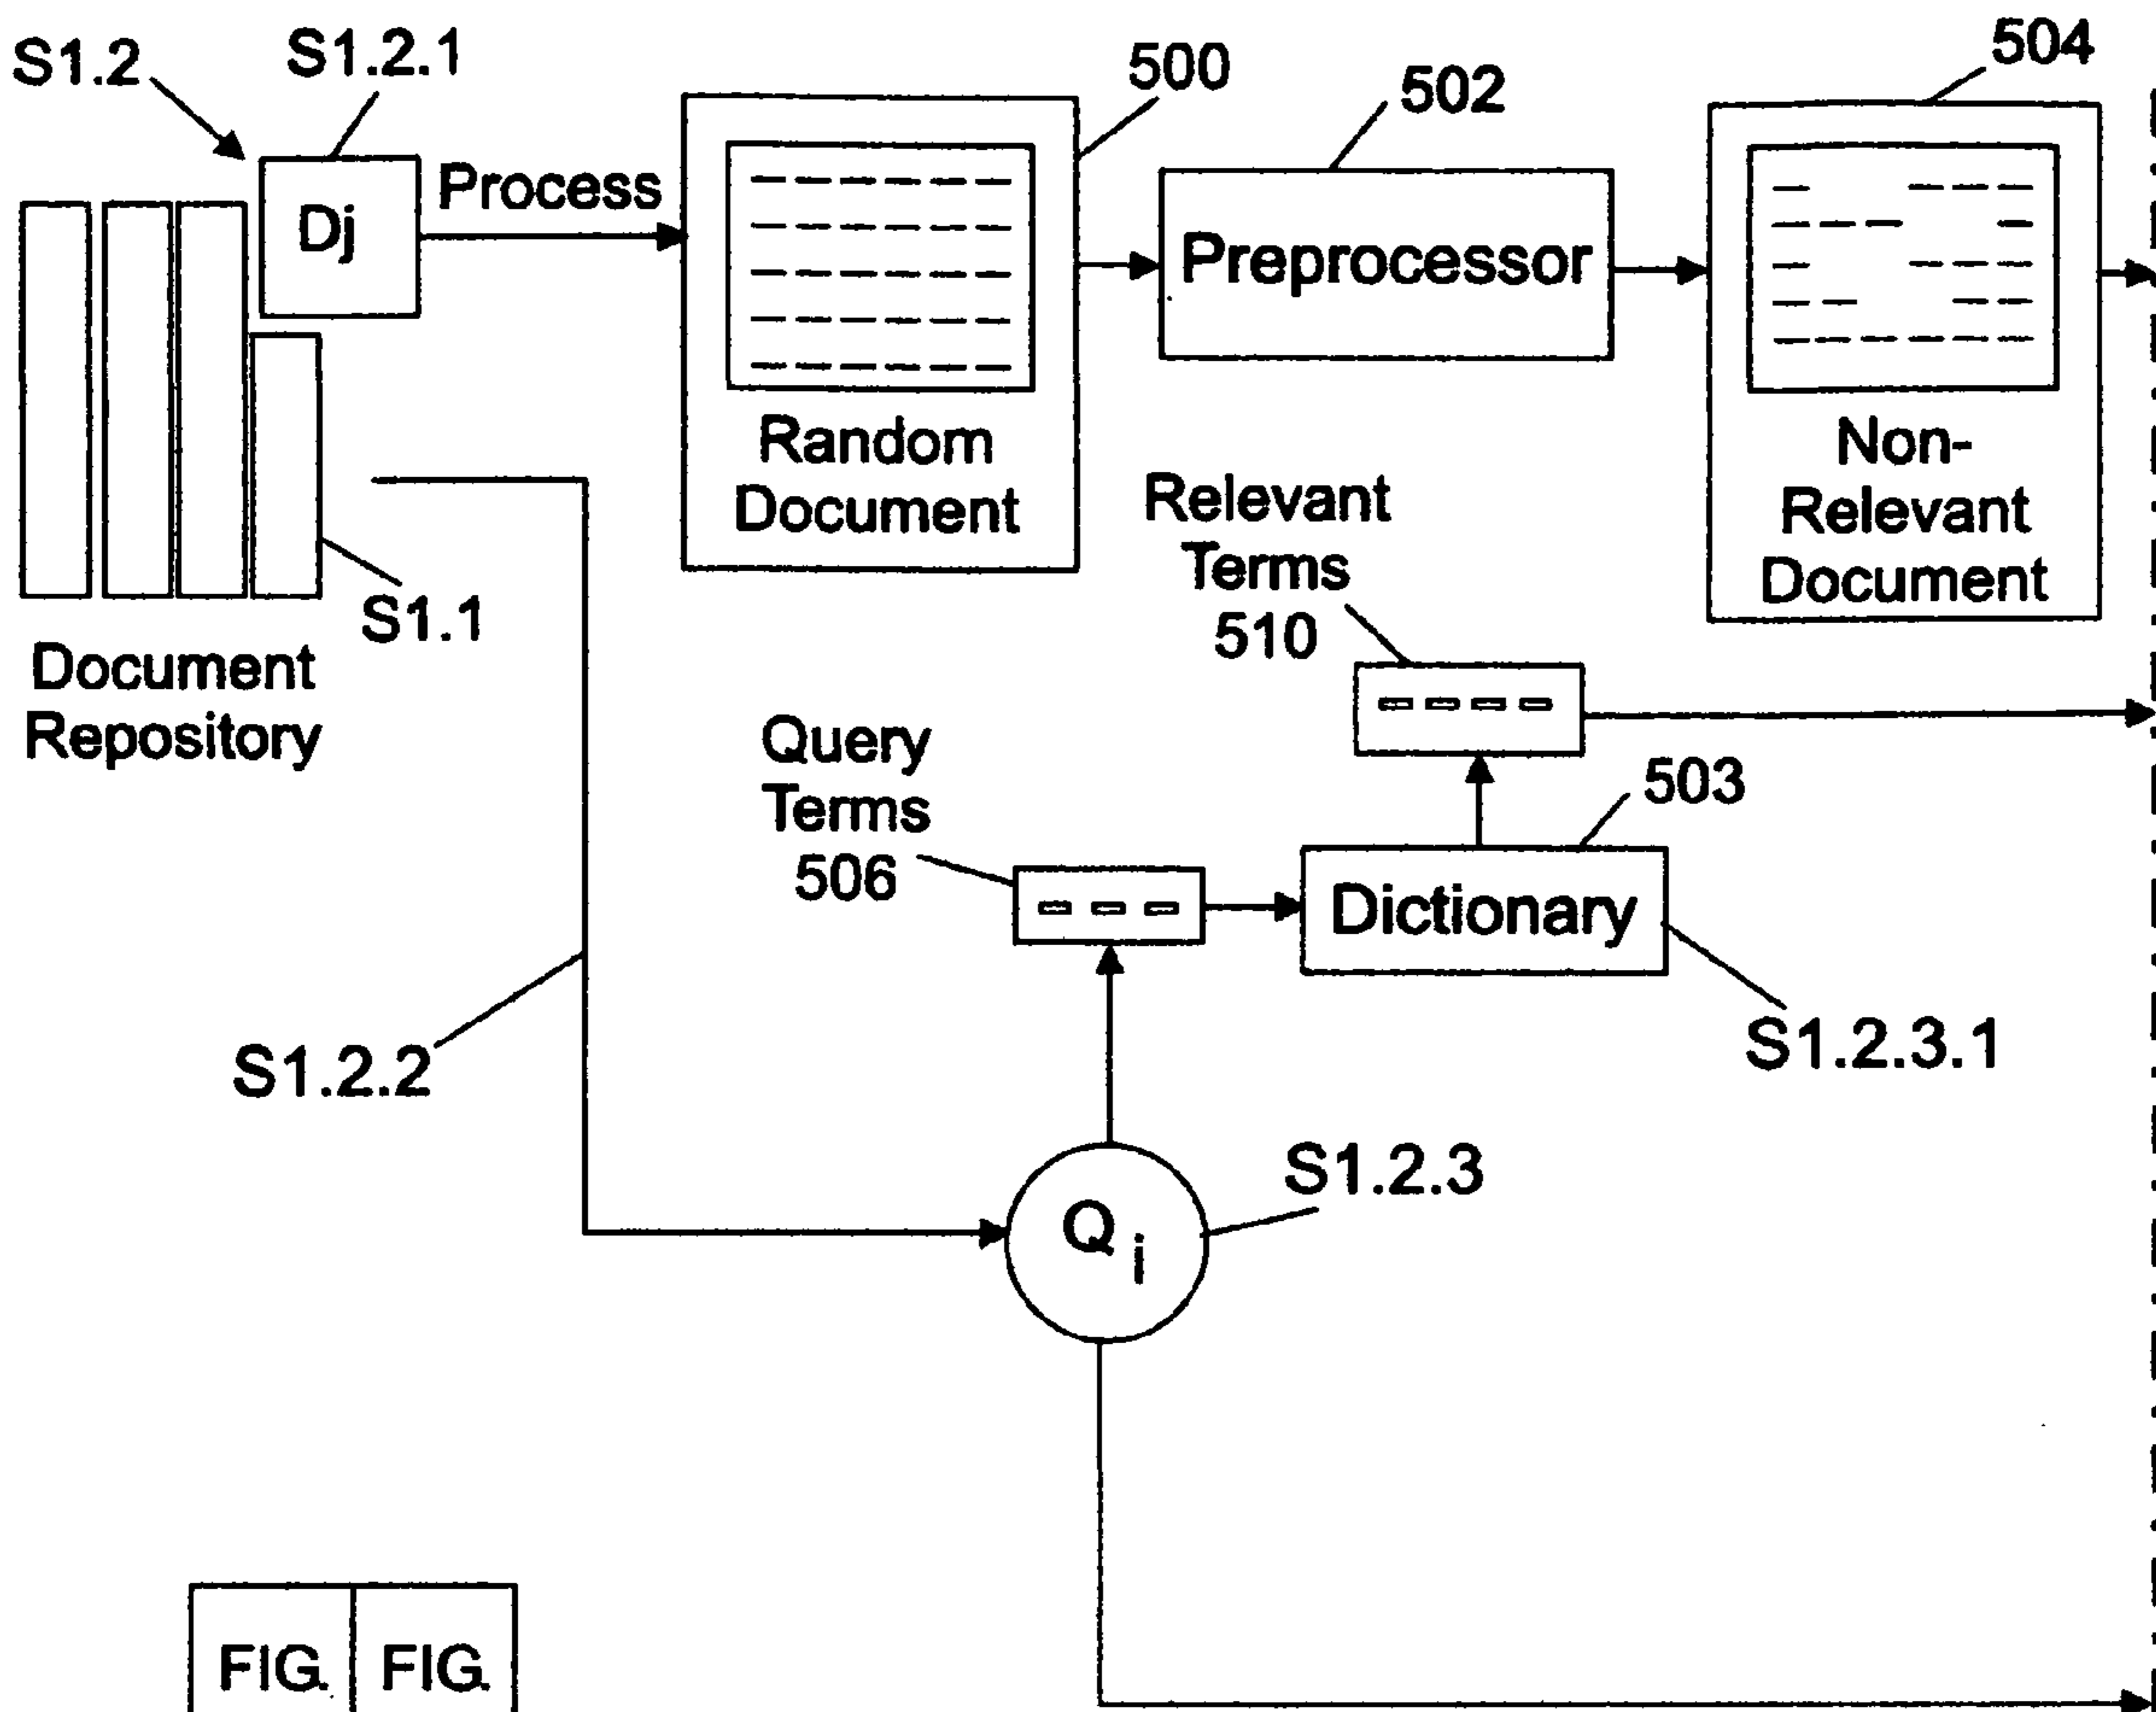 S1.2
S1.2.1
500
502
504
Dj
Process
Preprocessor
Random
Document
Non-
Relevant
Document
S1.1
Document
Repository
Relevant
Terms
510
Query
Terms
506
503
Dictionary
S1.2.3.1
S1.2.2
S1.2.3
Q i
FIG.
FIG.